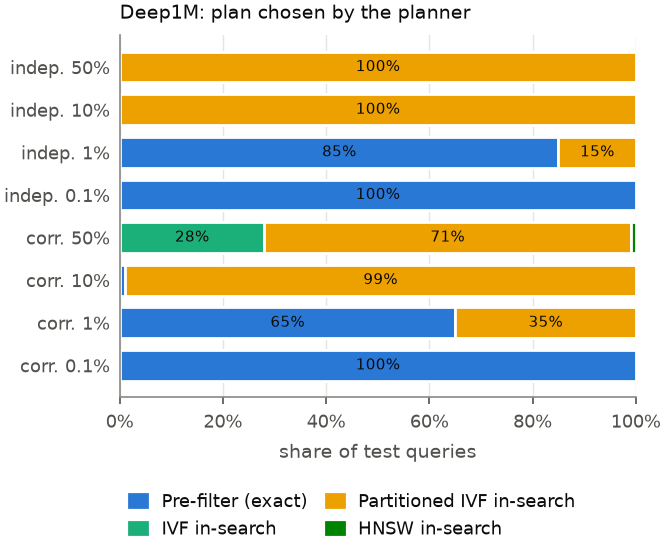 Deep1M: plan chosen by the planner
indep. 50%
100%
indep. 10%
100%
indep. 1%
85%
15%
indep. 0.1%
100%
corr. 50%
28%
71%
corr. 10%
99%
corr. 1%
65%
35%
corr. 0.1%
100%
0% 20% 40% 60% 80% 100%
share of test queries
Pre-filter (exact)
Partitioned IVF in-search
IVF in-search
HNSW in-search